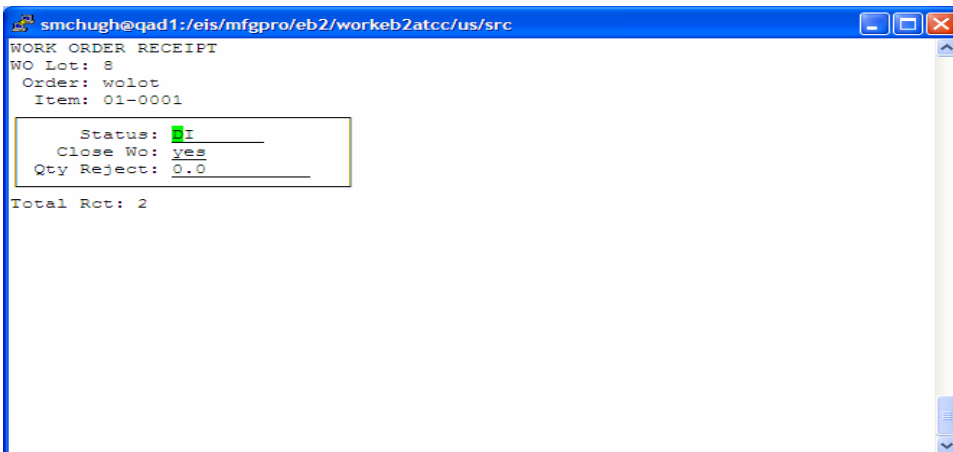 smchugh@qad1:/eis/mfgpro/eb2/workeb2atcc/us/src
WORK ORDER RECEIPT
WO Lot: 8
Order: wolot
Item: 01-0001
Status: DI
Close Wo: yes
Qty Reject: 0.0
Total Rct: 2